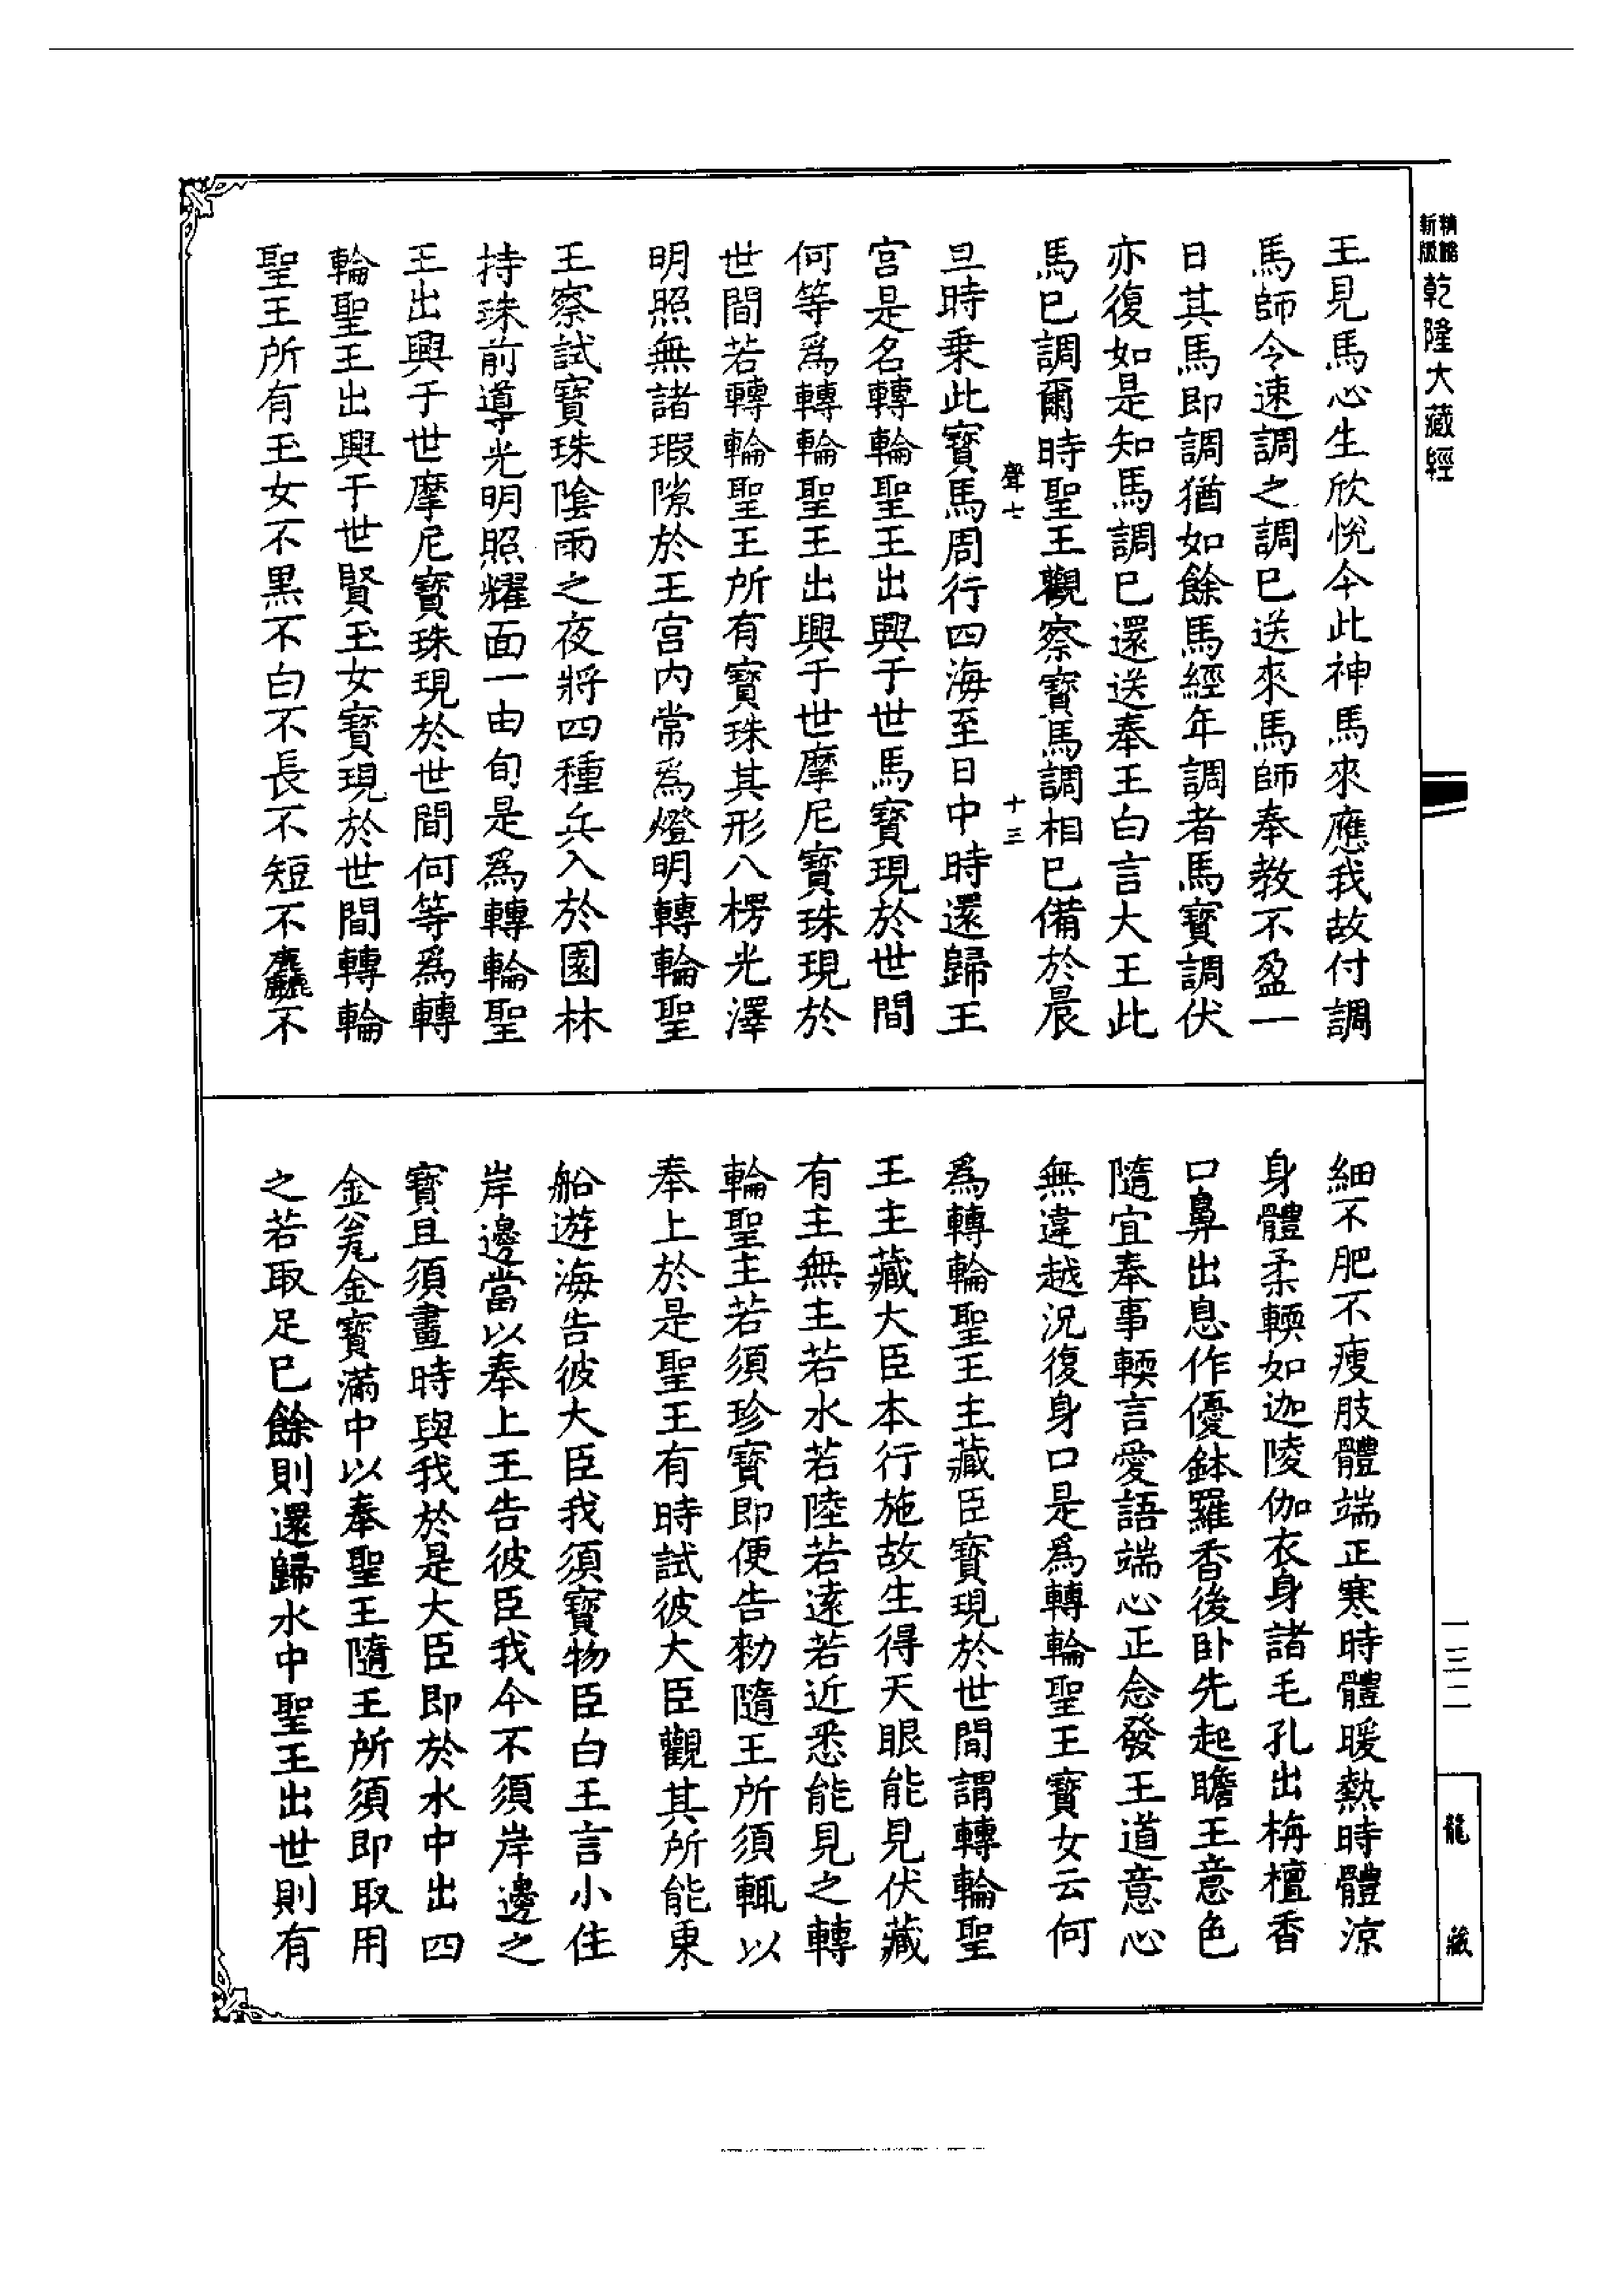 新版 精縮
乾隆大藏經
王見馬心生欣悅今此神馬來應我故付調
馬師令速調之調已送來馬師奉教不盈一
日其馬即調猶如餘馬經年調者馬寶調伏
亦復如是知馬調已還送奉王白言大王此
馬已調爾時聖王觀察寶馬調相已備於晨
聲七 十三
旦時乗此寶馬周行四海至日中時還歸王
宮是名轉輪聖王出興于世馬寶現於世間
何等爲轉輪聖王出興于世摩尼寶珠現於
世間若轉輪聖王所有寶珠其形八楞光澤
明照無諸瑕隙於王宮内常爲燈明轉輪聖
王察試寶珠陰雨之夜將四種兵入於園林
持珠前導光明照耀面一由旬是爲轉輪聖
王出興于世摩尼寶珠現於世間何等爲轉
輪聖王出興于世賢玉女寶現於世間轉輪
聖王所有玉女不黒不白不長不短不麤不
細不肥不瘦肢體端正寒時體暖熱時體涼
身體柔輭如迦陵伽衣身諸毛孔出栴檀香
口鼻出息作優鉢羅香後卧先起瞻王意色
隨宜奉事輭言愛語端心正念發王道意心
無違越況復身口是爲轉輪聖王寶女云何
爲轉輪聖王主藏臣寶現於世間謂轉輪聖
王主藏大臣本行施故生得天眼能見伏藏
有主無主若水若陸若遠若近悉能見之轉
輪聖主若須珍寶即便告勑隨王所須輒以
奉上於是聖王有時試彼大臣觀其所能東
船遊海告彼大臣我須寶物臣白王言小住
岸邊當以奉上王告彼臣我今不須岸邊之
寶且須畫時與我於是大臣即於水中出四
金瓮金寶滿中以奉聖王隨王所須即取用
之若取足已餘則還歸水中聖王出世則有
一三二
龍藏